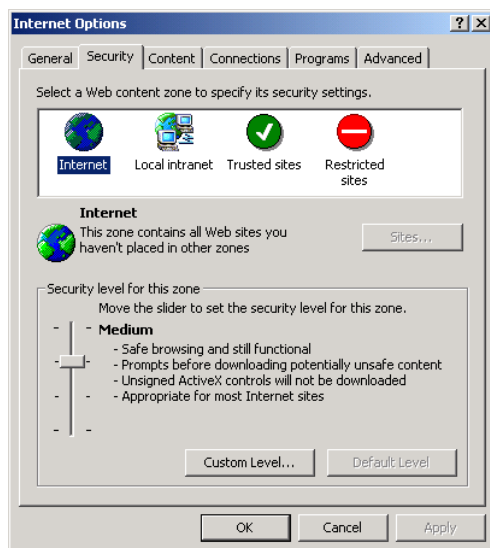 Internet Options
General Security Content Connections Programs Advanced
Select a Web content zone to specify its security settings.
Internet Local intranet Trusted sites Restricted
sites
Internet
This zone contains all Web sites you
haven't placed in other zones
Sites...
Security level for this zone
Move the slider to set the security level for this zone.
Medium
- Safe browsing and still functional
- Prompts before downloading potentially unsafe content
- Unsigned ActiveX controls will not be downloaded
- Appropriate for most Internet sites
Custom Level... Default Level
OK Cancel Apply